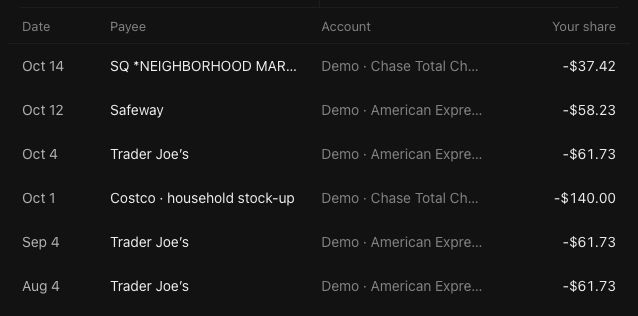 Date Payee Account Your share
Oct 14 SQ *NEIGHBORHOOD MAR... Demo · Chase Total Ch... -$37.42
Oct 12 Safeway Demo · American Expre... -$58.23
Oct 4 Trader Joe’s Demo · American Expre... -$61.73
Oct 1 Costco · household stock-up Demo · Chase Total Ch... -$140.00
Sep 4 Trader Joe’s Demo · American Expre... -$61.73
Aug 4 Trader Joe’s Demo · American Expre... -$61.73